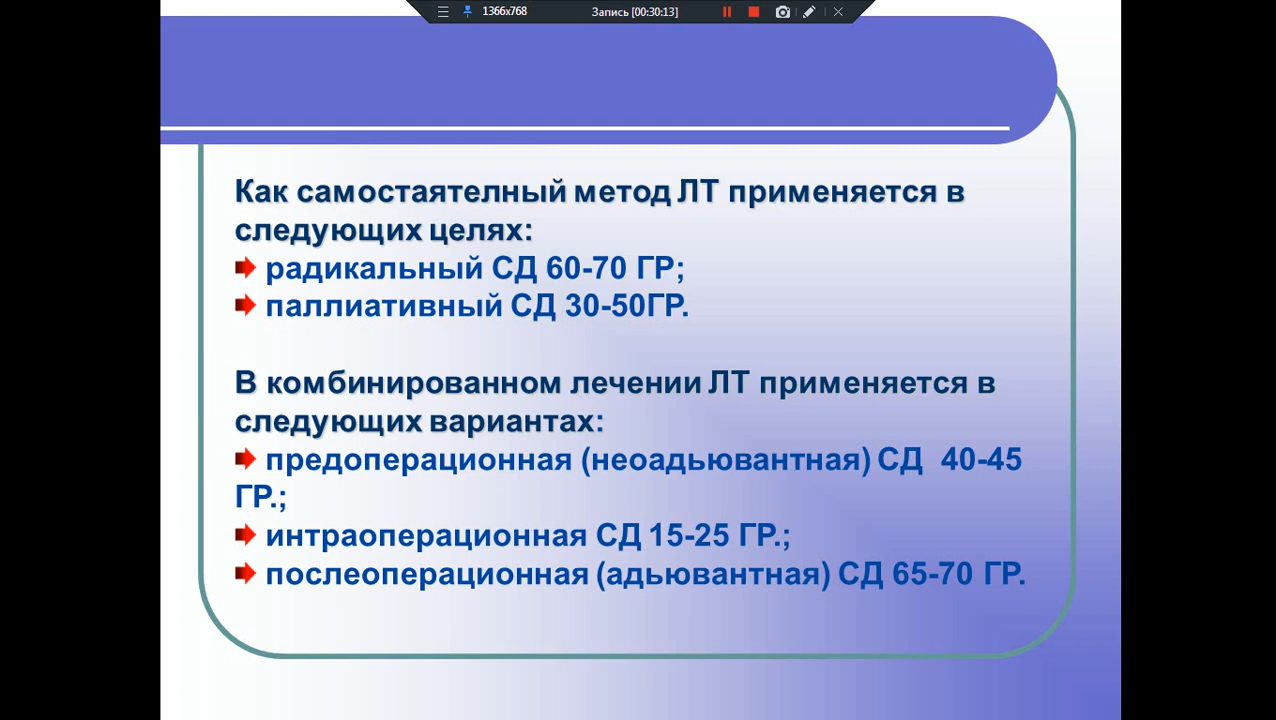 1366x768
Запись [00:30:13]
Как самостаятелный метод ЛТ применяется в
следующих целях:
радикальный СД 60-70 ГР;
паллиативный СД 30-50ГР.
В комбинированном лечении ЛТ применяется в
следующих вариантах:
предоперационная (неоадьювантная) СД 40-45
ГР.;
интраоперационная СД 15-25 ГР.;
послеоперационная (адьювантная) СД 65-70 ГР.